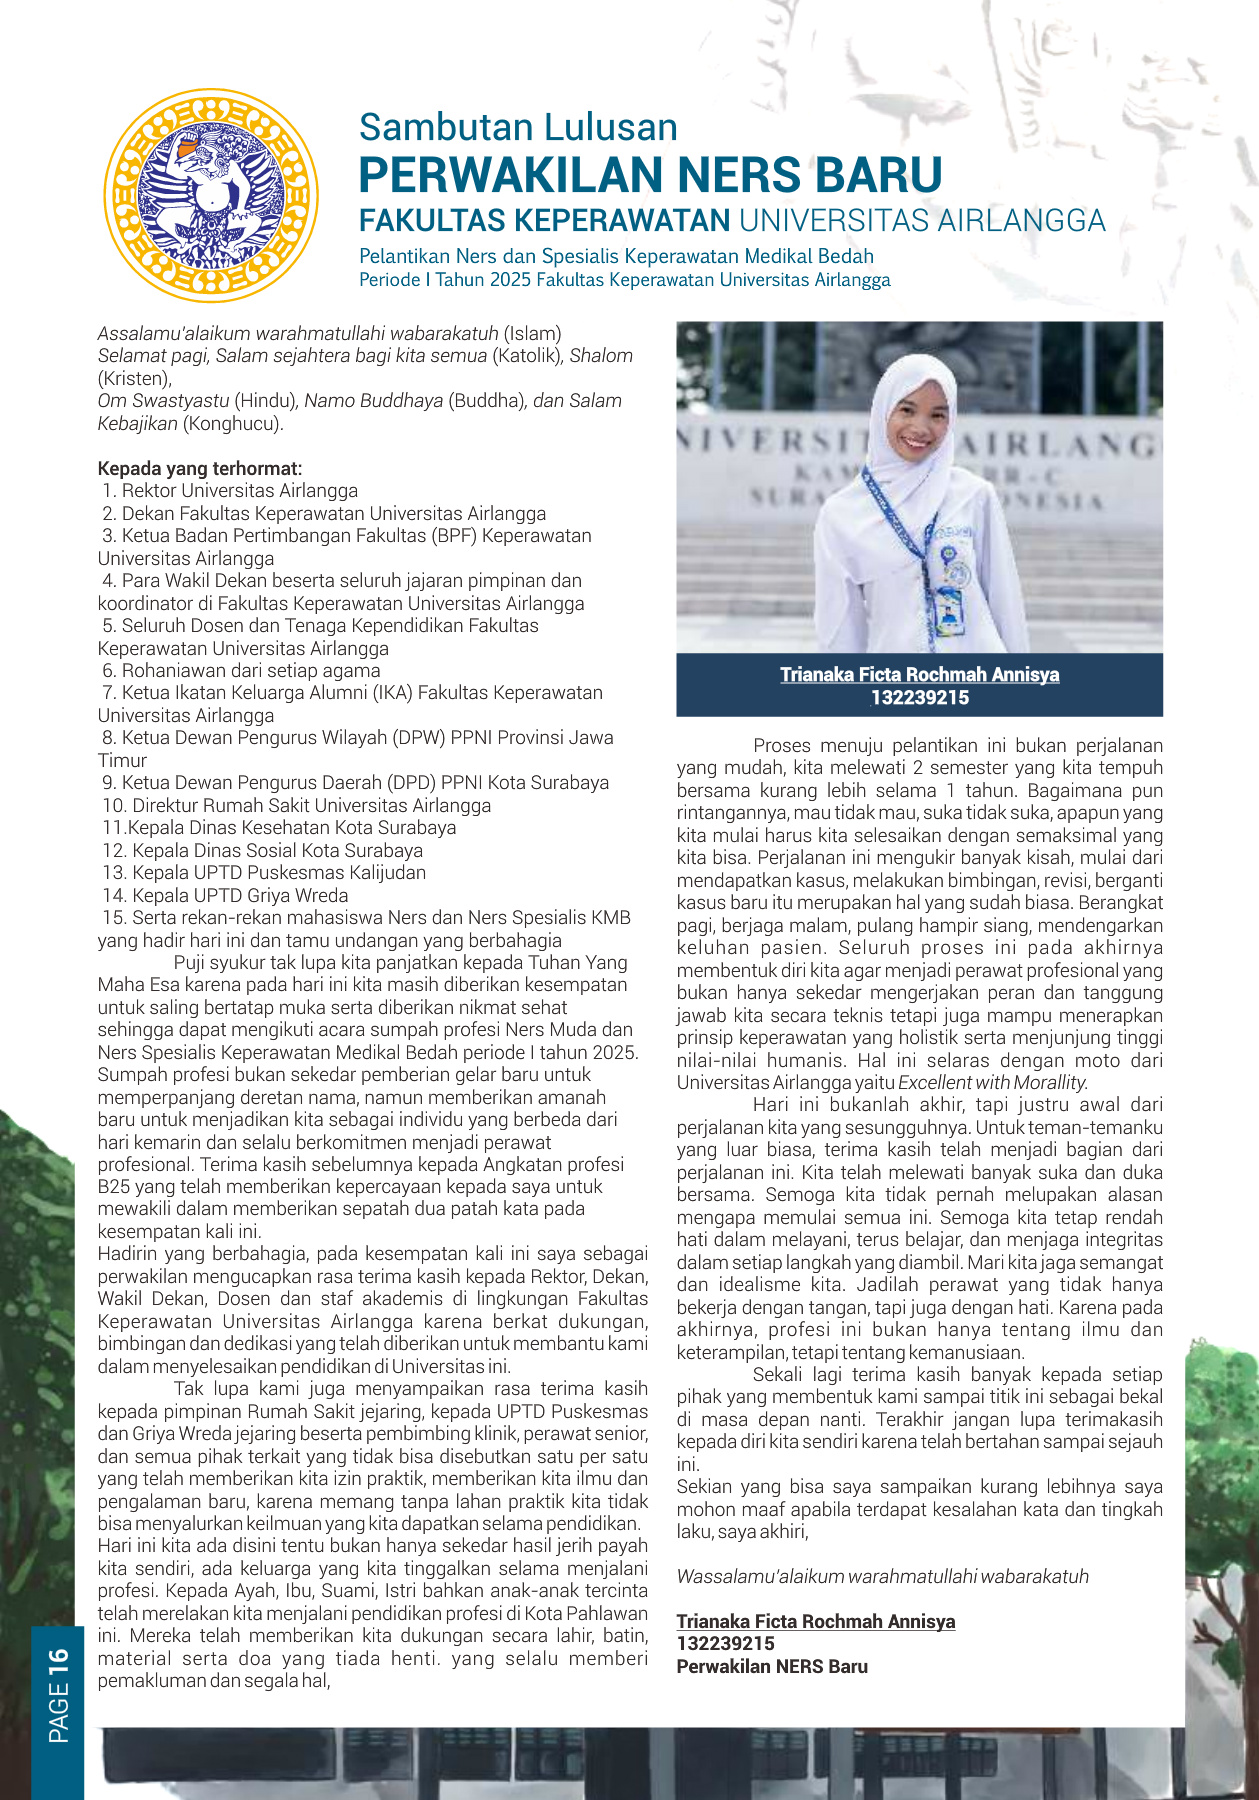 Sambutan Lulusan
PERWAKILAN NERS BARU
FAKULTAS KEPERAWATAN UNIVERSITAS AIRLANGGA
Pelantikan Ners dan Spesialis Keperawatan Medikal Bedah
Periode I Tahun 2025 Fakultas Keperawatan Universitas Airlangga
Assalamu'alaikum warahmatullahi wabarakatuh (Islam)
Selamat pagi, Salam sejahtera bagi kita semua (Katolik), Shalom
(Kristen),
Om Swastyastu (Hindu), Namo Buddhaya (Buddha), dan Salam
Kebajikan (Konghucu).
Kepada yang terhormat:
1. Rektor Universitas Airlangga
2. Dekan Fakultas Keperawatan Universitas Airlangga
3. Ketua Badan Pertimbangan Fakultas (BPF) Keperawatan
Universitas Airlangga
4. Para Wakil Dekan beserta seluruh jajaran pimpinan dan
koordinator di Fakultas Keperawatan Universitas Airlangga
5. Seluruh Dosen dan Tenaga Kependidikan Fakultas
Keperawatan Universitas Airlangga
6. Rohaniawan dari setiap agama
7. Ketua Ikatan Keluarga Alumni (IKA) Fakultas Keperawatan
Universitas Airlangga
8. Ketua Dewan Pengurus Wilayah (DPW) PPNI Provinsi Jawa
Timur
9. Ketua Dewan Pengurus Daerah (DPD) PPNI Kota Surabaya
10. Direktur Rumah Sakit Universitas Airlangga
11.Kepala Dinas Kesehatan Kota Surabaya
12. Kepala Dinas Sosial Kota Surabaya
13. Kepala UPTD Puskesmas Kalijudan
14. Kepala UPTD Griya Wreda
15. Serta rekan-rekan mahasiswa Ners dan Ners Spesialis KMB
yang hadir hari ini dan tamu undangan yang berbahagia
Puji syukur tak lupa kita panjatkan kepada Tuhan Yang
Maha Esa karena pada hari ini kita masih diberikan kesempatan
untuk saling bertatap muka serta diberikan nikmat sehat
sehingga dapat mengikuti acara sumpah profesi Ners Muda dan
Ners Spesialis Keperawatan Medikal Bedah periode I tahun 2025.
Sumpah profesi bukan sekedar pemberian gelar baru untuk
memperpanjang deretan nama, namun memberikan amanah
baru untuk menjadikan kita sebagai individu yang berbeda dari
hari kemarin dan selalu berkomitmen menjadi perawat
profesional. Terima kasih sebelumnya kepada Angkatan profesi
B25 yang telah memberikan kepercayaan kepada saya untuk
mewakili dalam memberikan sepatah dua patah kata pada
kesempatan kali ini.
Hadirin yang berbahagia, pada kesempatan kali ini saya sebagai
perwakilan mengucapkan rasa terima kasih kepada Rektor, Dekan,
Wakil Dekan, Dosen dan staf akademis di lingkungan Fakultas
Keperawatan Universitas Airlangga karena berkat dukungan,
bimbingan dan dedikasi yang telah diberikan untuk membantu kami
dalam menyelesaikan pendidikan di Universitas ini.
Tak lupa kami juga menyampaikan rasa terima kasih
kepada pimpinan Rumah Sakit jejaring, kepada UPTD Puskesmas
dan Griya Wreda jejaring beserta pembimbing klinik, perawat senior,
dan semua pihak terkait yang tidak bisa disebutkan satu per satu
yang telah memberikan kita izin praktik, memberikan kita ilmu dan
pengalaman baru, karena memang tanpa lahan praktik kita tidak
bisa menyalurkan keilmuan yang kita dapatkan selama pendidikan.
Hari ini kita ada disini tentu bukan hanya sekedar hasil jerih payah
kita sendiri, ada keluarga yang kita tinggalkan selama menjalani
profesi. Kepada Ayah, Ibu, Suami, Istri bahkan anak-anak tercinta
telah merelakan kita menjalani pendidikan profesi di Kota Pahlawan
ini. Mereka telah memberikan kita dukungan secara lahir, batin,
material serta doa yang tiada henti. yang selalu memberi
pemakluman dan segala hal,
NIVERSIT AIRLANG
Trianaka Ficta Rochmah Annisya
132239215
Proses menuju pelantikan ini bukan perjalanan
yang mudah, kita melewati 2 semester yang kita tempuh
bersama kurang lebih selama 1 tahun. Bagaimana pun
rintangannya, mau tidak mau, suka tidak suka, apapun yang
kita mulai harus kita selesaikan dengan semaksimal yang
kita bisa. Perjalanan ini mengukir banyak kisah, mulai dari
mendapatkan kasus, melakukan bimbingan, revisi, berganti
kasus baru itu merupakan hal yang sudah biasa. Berangkat
pagi, berjaga malam, pulang hampir siang, mendengarkan
keluhan pasien. Seluruh proses ini pada akhirnya
membentuk diri kita agar menjadi perawat profesional yang
bukan hanya sekedar mengerjakan peran dan tanggung
jawab kita secara teknis tetapi juga mampu menerapkan
prinsip keperawatan yang holistik serta menjunjung tinggi
nilai-nilai humanis. Hal ini selaras dengan moto dari
Universitas Airlangga yaitu Excellent with Morallity.
Hari ini bukanlah akhir, tapi justru awal dari
perjalanan kita yang sesungguhnya. Untuk teman-temanku
yang luar biasa, terima kasih telah menjadi bagian dari
perjalanan ini. Kita telah melewati banyak suka dan duka
bersama. Semoga kita tidak pernah melupakan alasan
mengapa memulai semua ini. Semoga kita tetap rendah
hati dalam melayani, terus belajar, dan menjaga integritas
dalam setiap langkah yang diambil. Mari kita jaga semangat
dan idealisme kita. Jadilah perawat yang tidak hanya
bekerja dengan tangan, tapi juga dengan hati. Karena pada
akhirnya, profesi ini bukan hanya tentang ilmu dan
keterampilan, tetapi tentang kemanusiaan.
Sekali lagi terima kasih banyak kepada setiap
pihak yang membentuk kami sampai titik ini sebagai bekal
di masa depan nanti. Terakhir jangan lupa terimakasih
kepada diri kita sendiri karena telah bertahan sampai sejauh
ini.
Sekian yang bisa saya sampaikan kurang lebihnya saya
mohon maaf apabila terdapat kesalahan kata dan tingkah
laku, saya akhiri,
Wassalamu'alaikum warahmatullahi wabarakatuh
Trianaka Ficta Rochmah Annisya
132239215
Perwakilan NERS Baru
PAGE 16